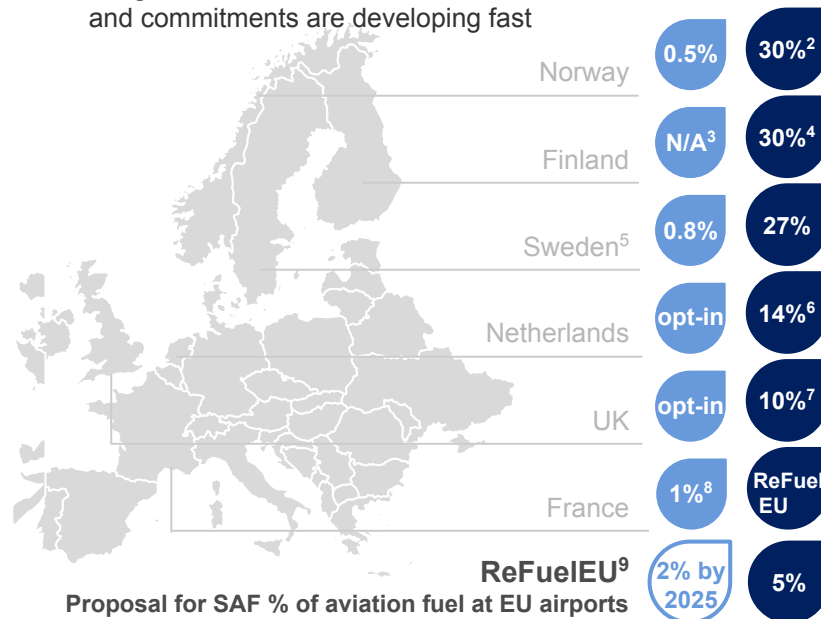 and commitments are developing fast
Norway 0.5% 30%²
Finland N/A³ 30%⁴
Sweden⁵ 0.8% 27%
Netherlands opt-in 14%⁶
UK opt-in 10%⁷
France 1%⁸ ReFuel
EU
ReFuelEU⁹ 2% by
2025 5%
Proposal for SAF % of aviation fuel at EU airports